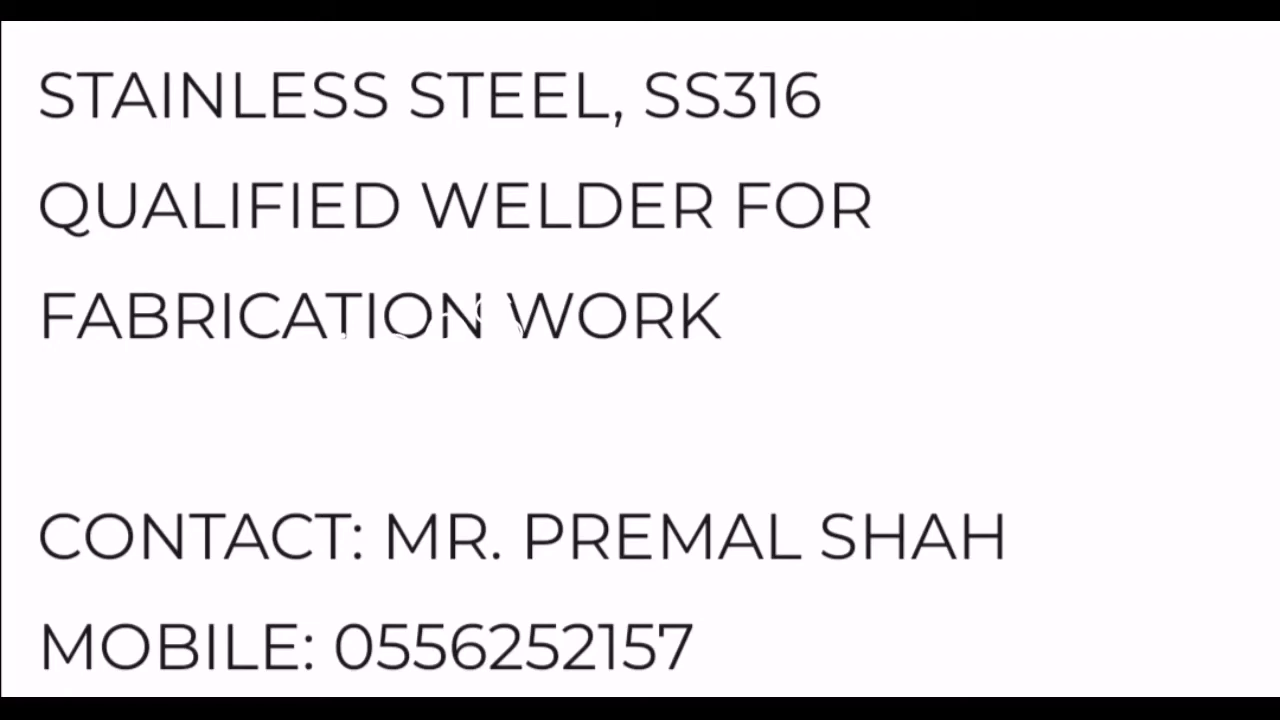 STAINLESS STEEL, SS316
QUALIFIED WELDER FOR
FABRICATION WORK
CONTACT: MR. PREMAL SHAH
MOBILE: 0556252157